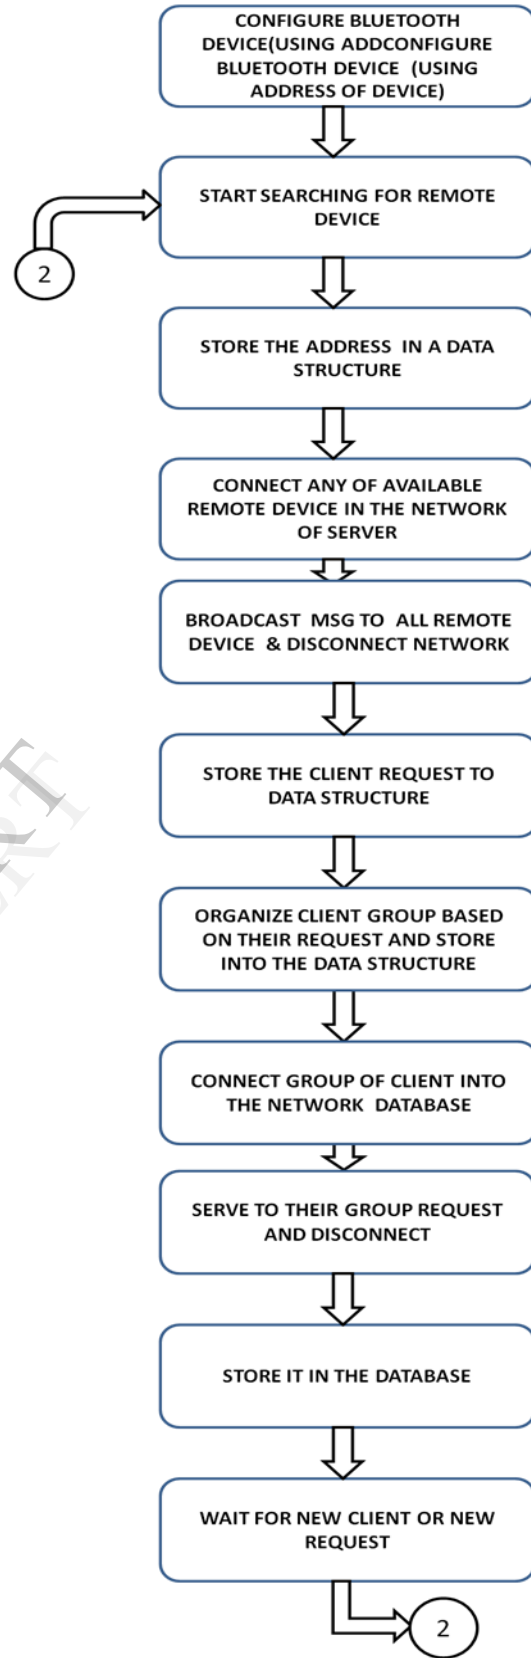 CONFIGURE BLUETOOTH
DEVICE(USING ADDCONFIGURE
BLUETOOTH DEVICE (USING
ADDRESS OF DEVICE)
START SEARCHING FOR REMOTE
DEVICE
2
STORE THE ADDRESS IN A DATA
STRUCTURE
CONNECT ANY OF AVAILABLE
REMOTE DEVICE IN THE NETWORK
OF SERVER
BROADCAST MSG TO ALL REMOTE
DEVICE & DISCONNECT NETWORK
STORE THE CLIENT REQUEST TO
DATA STRUCTURE
ORGANIZE CLIENT GROUP BASED
ON THEIR REQUEST AND STORE
INTO THE DATA STRUCTURE
CONNECT GROUP OF CLIENT INTO
THE NETWORK DATABASE
SERVE TO THEIR GROUP REQUEST
AND DISCONNECT
STORE IT IN THE DATABASE
WAIT FOR NEW CLIENT OR NEW
REQUEST
2